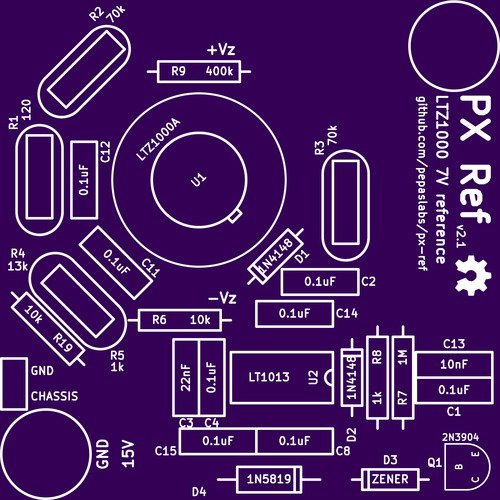 R2
70k
+Vz
R9 400k
PX Ref
v2.1
LTZ1000 7V reference
github.com/pepaslabs/px-ref
R1
120
C12
0.1uF
LTZ1000A
U1
R3
70k
R4
13k
0.1uF
C11
1N4148
D1
0.1uF C2
-Vz
0.1uF C14
10k R19
R6 10k
R5
1k
22nF
0.1uF
C3 C4
LT1013 U2
1N4148
D2
R8
1k
1M
R7
C13
10nF
0.1uF
C1
GND
CHASSIS
GND
15V
C15 0.1uF 0.1uF C8
D4 1N5819
D3
ZENER
2N3904
Q1
E
B
C